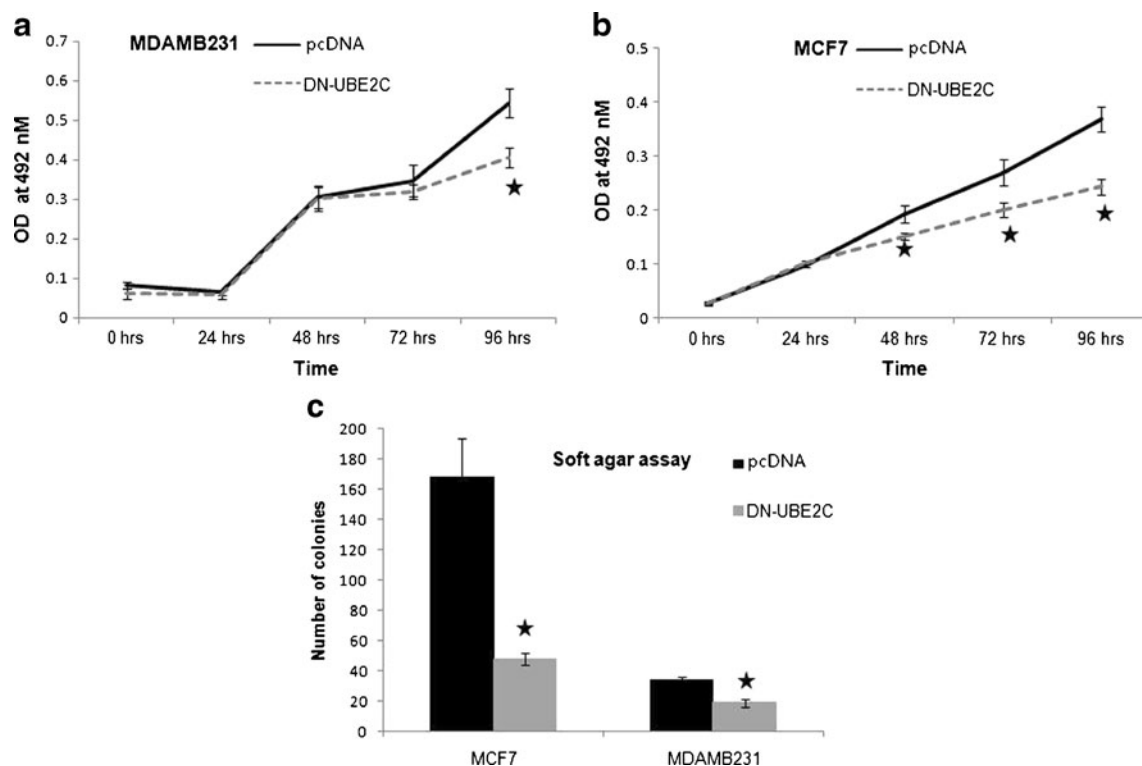 a
MDAMB231
pcDNA
DN-UBE2C
0.7
0.6
0.5
0.4
0.3
0.2
0.1
0
OD at 492 nM
0 hrs 24 hrs 48 hrs 72 hrs 96 hrs
Time
b
MCF7
pcDNA
DN-UBE2C
0.5
0.4
0.3
0.2
0.1
0
OD at 492 nM
0 hrs 24 hrs 48 hrs 72 hrs 96 hrs
Time
c
Soft agar assay
pcDNA
DN-UBE2C
200
180
160
140
120
100
80
60
40
20
0
Number of colonies
MCF7 MDAMB231